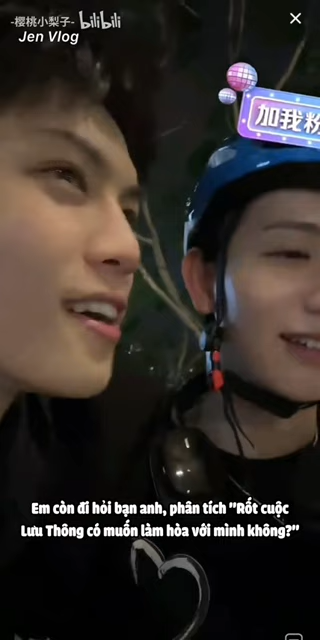 -樱桃小梨子- bilibili
Jen Vlog
加我粉
Em còn đi hỏi bạn anh, phân tích "Rốt cuộc
Lưu Thông có muốn làm hòa với mình không?"